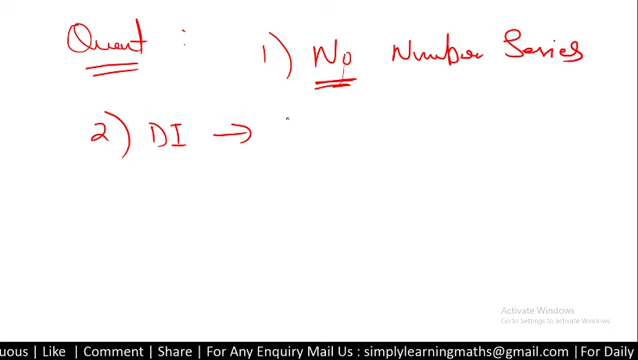 Quant : 1) No Number Series
2) DI →
Activate Windows
Go to Settings to activate Windows.
uous | Like | Comment | Share | For Any Enquiry Mail Us : simplylearningmaths@gmail.com | For Daily